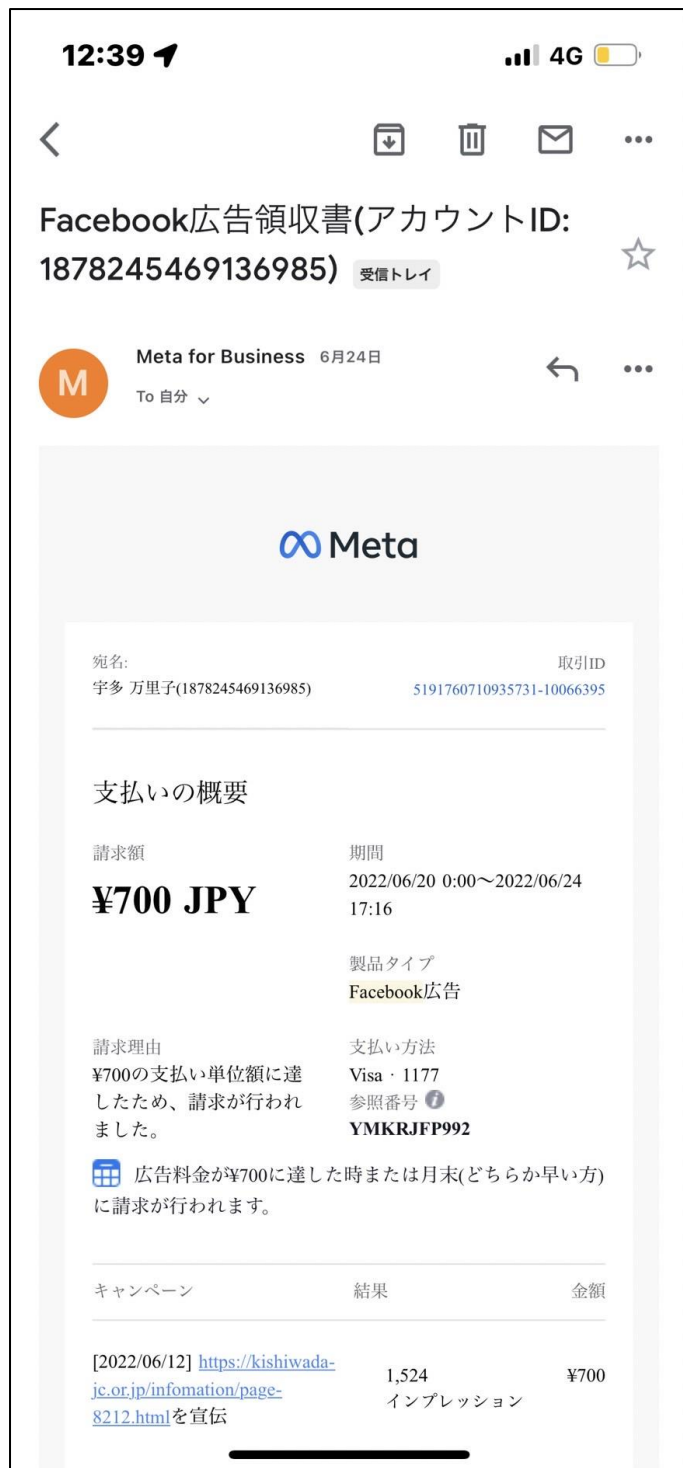 12:39
4G
Facebook広告領収書(アカウントID:
1878245469136985) 受信トレイ
M
Meta for Business 6月24日
To 自分
Meta
宛名:
取引ID
宇多 万里子(1878245469136985)
5191760710935731-10066395
支払いの概要
請求額
¥700 JPY
期間
2022/06/20 0:00〜2022/06/24
17:16
製品タイプ
Facebook広告
請求理由
¥700の支払い単位額に達
したため、請求が行われ
ました。
支払い方法
Visa · 1177
参照番号
YMKRJFP992
広告料金が¥700に達した時または月末(どちらか早い方)
に請求が行われます。
キャンペーン 結果 金額
[2022/06/12] https://kishiwada-
jc.or.jp/infomation/page-
8212.htmlを宣伝
1,524
インプレッション
¥700